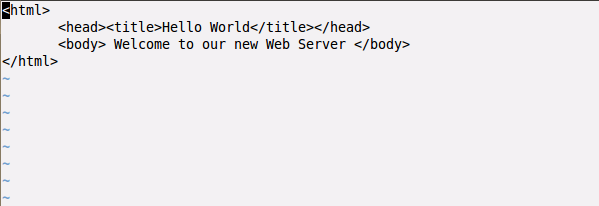 <html>
<head><title>Hello World</title></head>
<body> Welcome to our new Web Server </body>
</html>
~
~
~
~
~
~
~
~